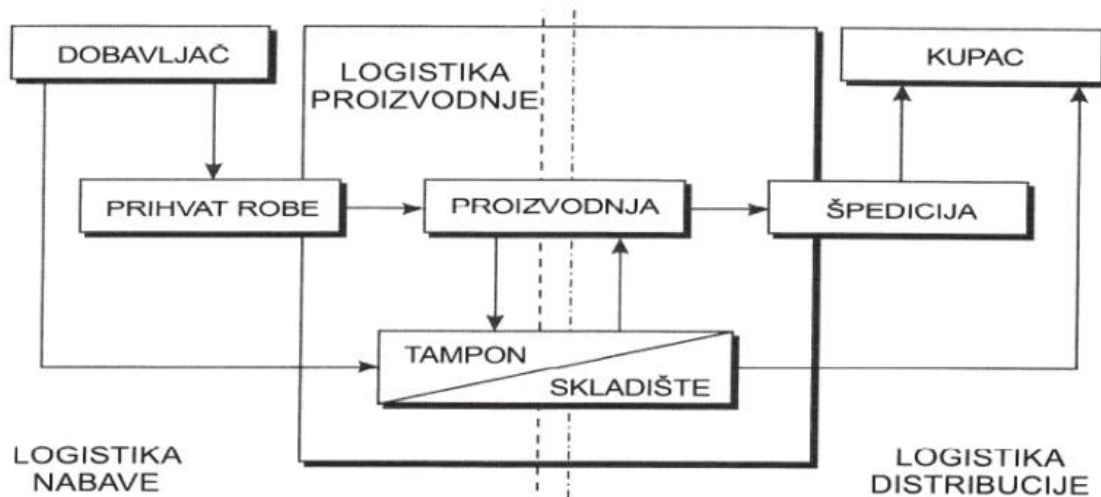 DOBAVLJAČ
KUPAC
LOGISTIKA
PROIZVODNJE
PRIHVAT ROBE
PROIZVODNJA
ŠPEDICIJA
TAMPON
SKLADIŠTE
LOGISTIKA
NABAVE
LOGISTIKA
DISTRIBUCIJE